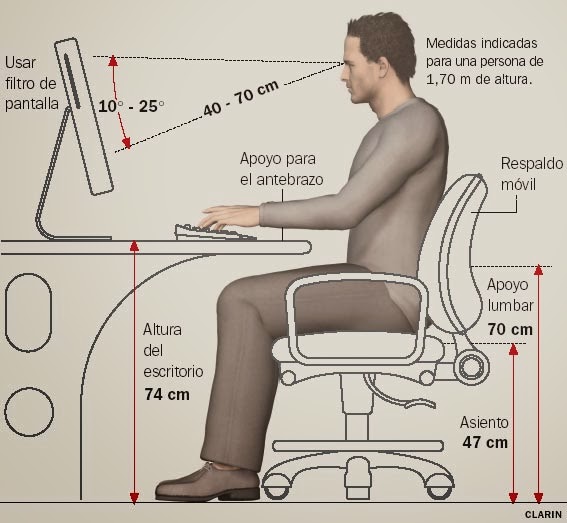 Usar
filtro de
pantalla
10° - 25°
40 - 70 cm
Medidas indicadas
para una persona de
1,70 m de altura.
Apoyo para
el antebrazo
Respaldo
móvil
Apoyo
lumbar
70 cm
Altura
del
escritorio
74 cm
Asiento
47 cm
CLARIN